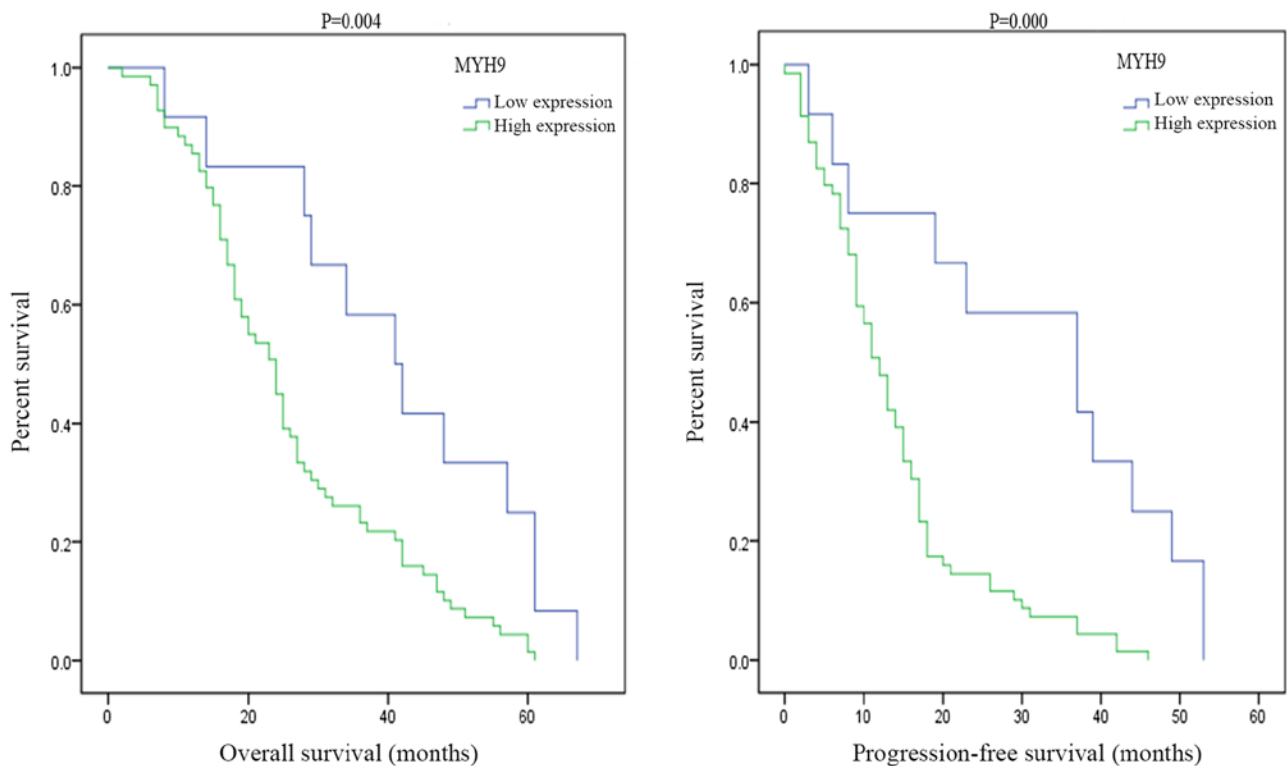 P=0.004
MYH9
Low expression
High expression
1.0
0.8
0.6
0.4
0.2
0.0
Percent survival
0
20
40
60
Overall survival (months)
P=0.000
MYH9
Low expression
High expression
1.0
0.8
0.6
0.4
0.2
0.0
Percent survival
0
10
20
30
40
50
60
Progression-free survival (months)